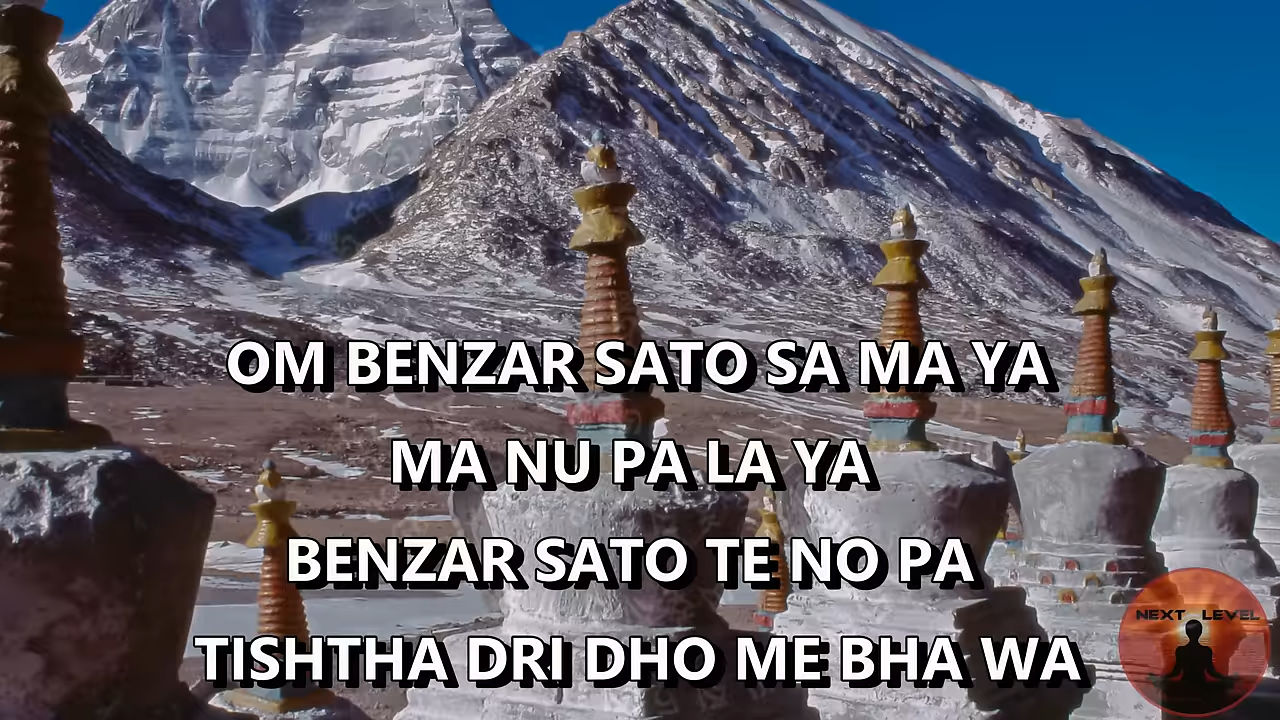 OM BENZAR SATO SA MA YA
MA NU PA LA YA
BENZAR SATO TE NO PA
TISHTHA DRI DHO ME BHA WA
NEXT LEVEL